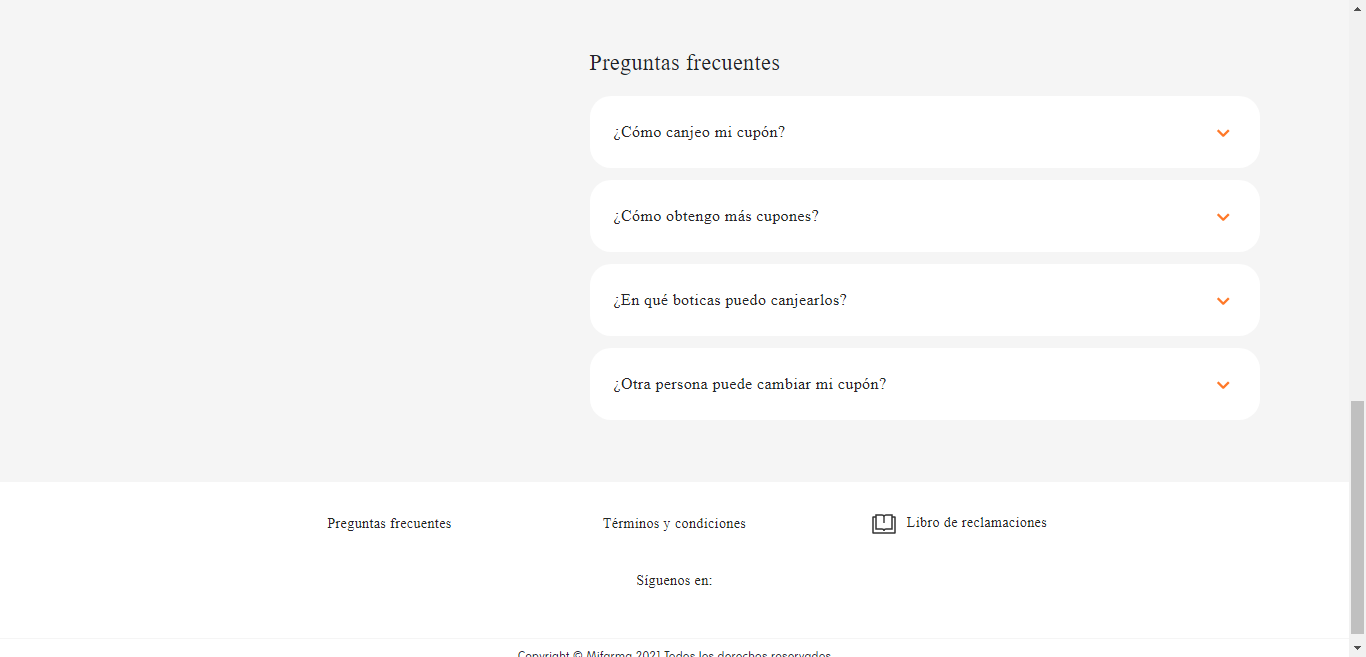 Preguntas frecuentes
¿Cómo canjeo mi cupón?
¿Cómo obtengo más cupones?
¿En qué boticas puedo canjearlos?
¿Otra persona puede cambiar mi cupón?
Preguntas frecuentes
Términos y condiciones
Libro de reclamaciones
Síguenos en:
Copyright © Mifarma 2021 Todos los derechos reservados